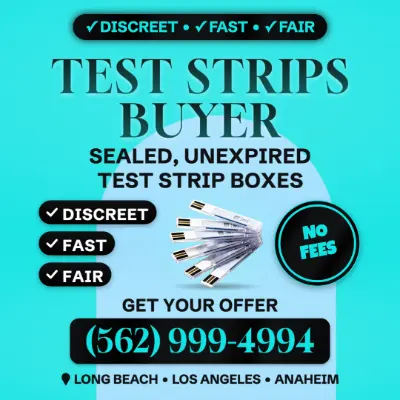 ✓DISCREET • ✓FAST • ✓FAIR
TEST STRIPS
BUYER
SEALED, UNEXPIRED
TEST STRIP BOXES
✓ DISCREET
✓ FAST
✓ FAIR
NO
FEES
GET YOUR OFFER
(562) 999-4994
LONG BEACH • LOS ANGELES • ANAHEIM